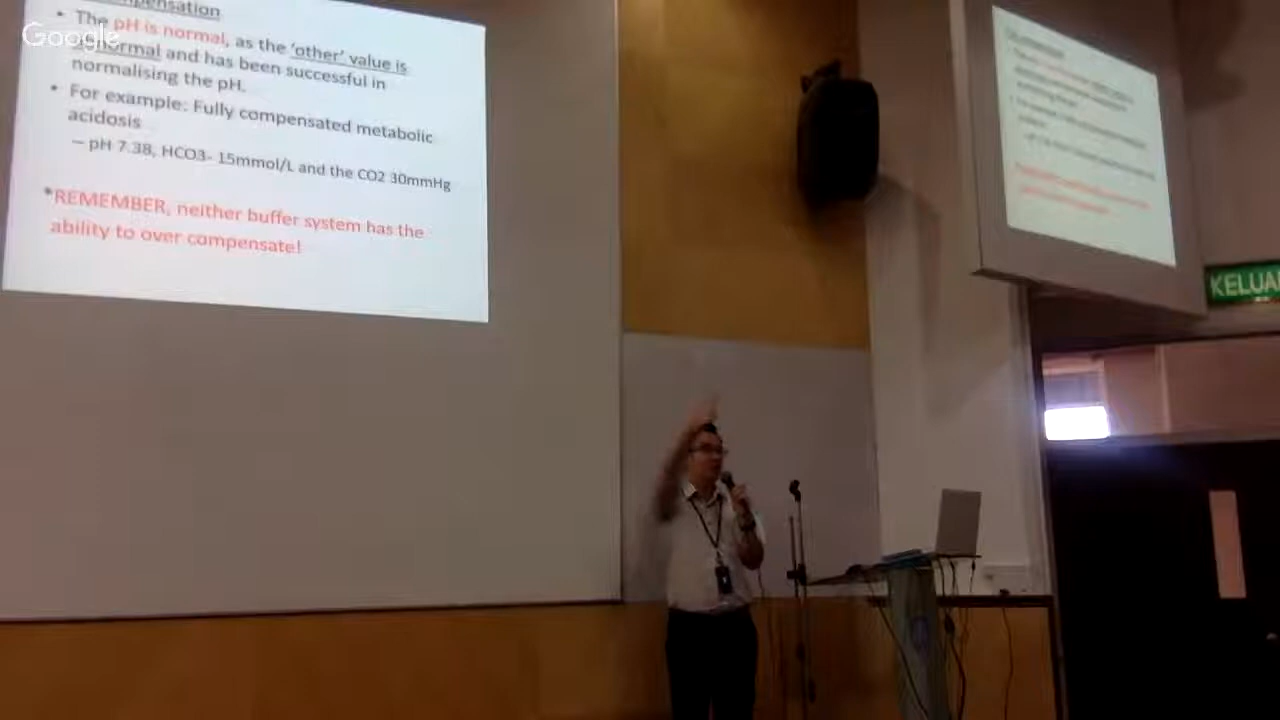 • The pH is normal, as the 'other' value is
Google
and has been successful in
normalising the pH.
• For example: Fully compensated metabolic
acidosis
– pH 7.38, HCO3- 15mmol/L and the CO2 30mmHg
*REMEMBER, neither buffer system has the
ability to over compensate!
KELUA